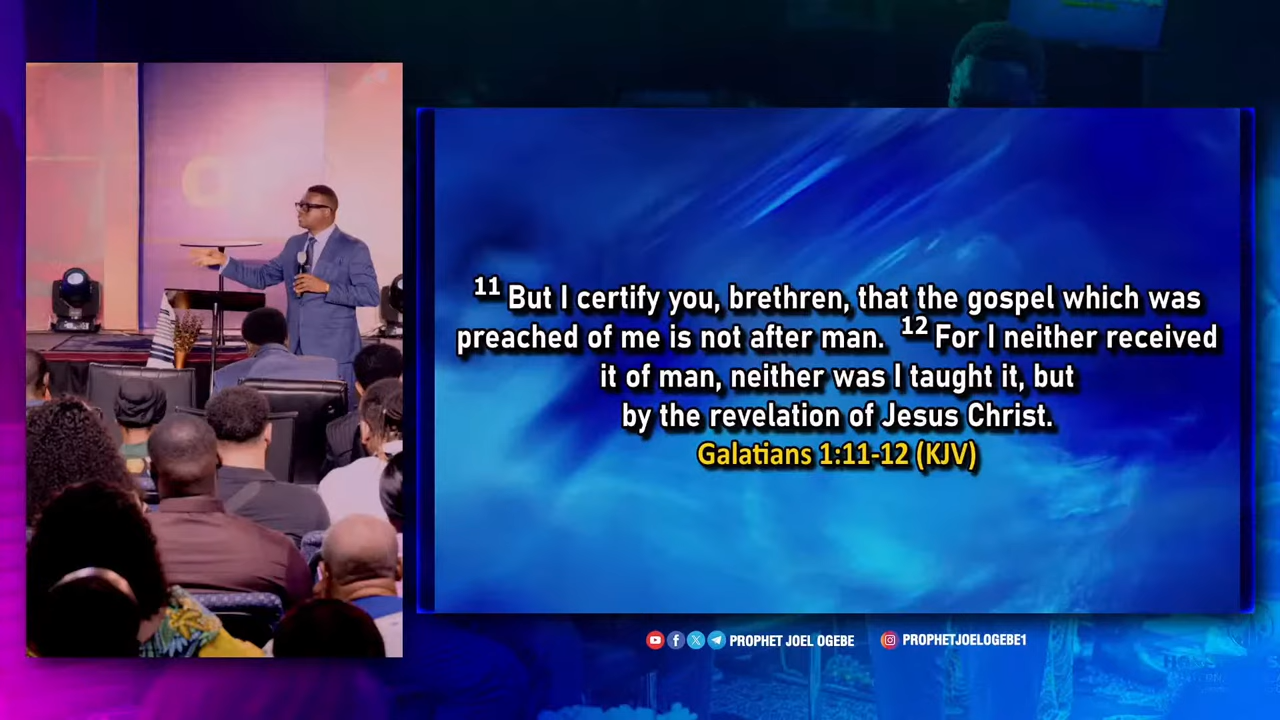 11 But I certify you, brethren, that the gospel which was
preached of me is not after man. 12 For I neither received
it of man, neither was I taught it, but
by the revelation of Jesus Christ.
Galatians 1:11-12 (KJV)
PROPHET JOEL OGEBE PROPHETJOELOGEBE1